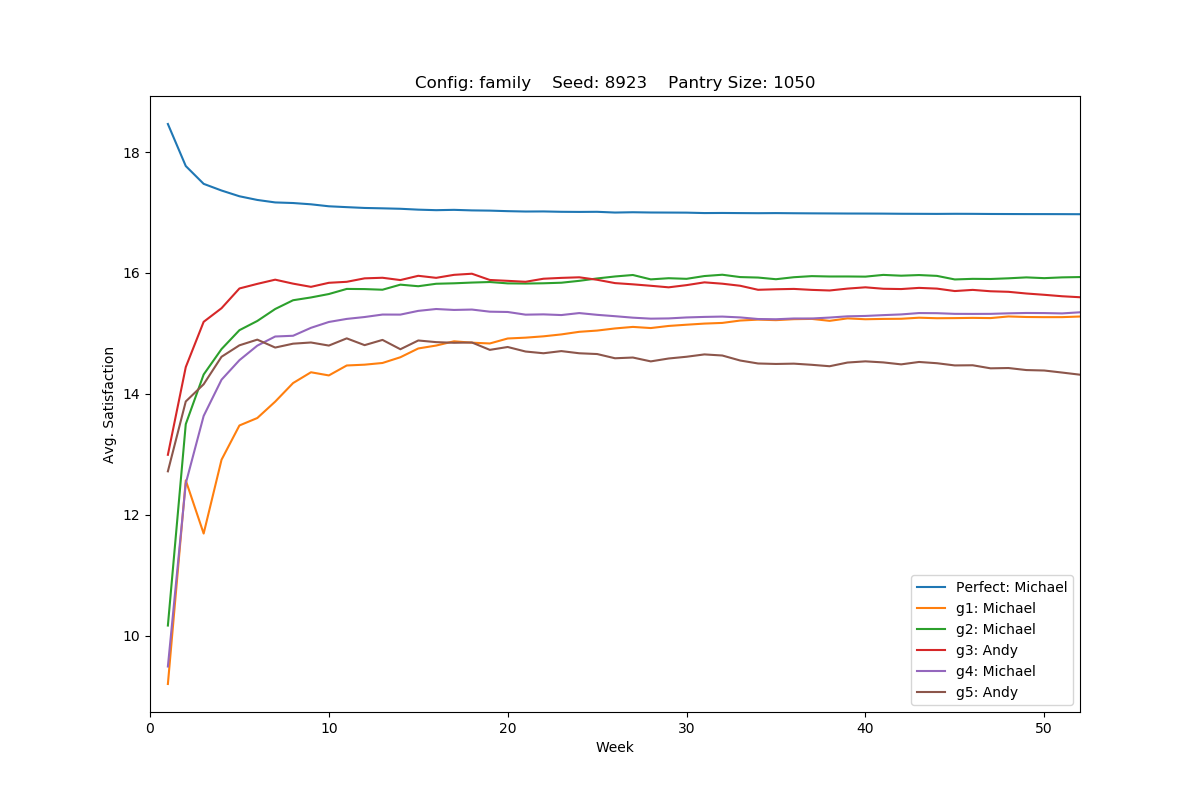 Config: family    Seed: 8923    Pantry Size: 1050
Avg. Satisfaction
18
16
14
12
10
0 10 20 30 40 50
Week
Perfect: Michael
g1: Michael
g2: Michael
g3: Andy
g4: Michael
g5: Andy